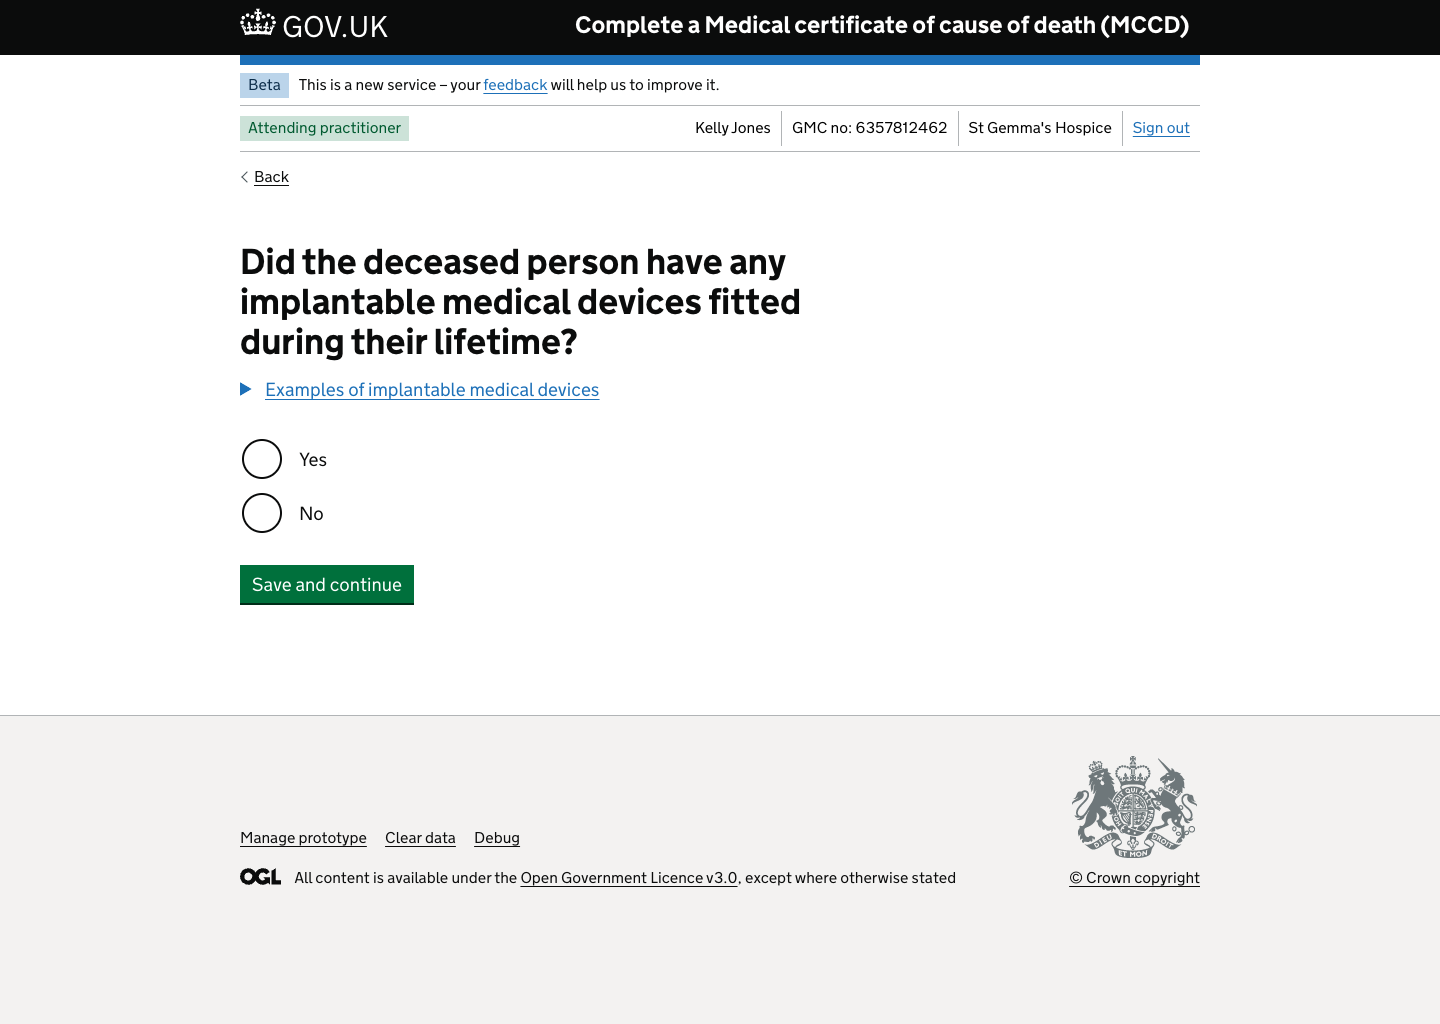 GOV.UK
Complete a Medical certificate of cause of death (MCCD)
Beta
This is a new service – your feedback will help us to improve it.
Attending practitioner
Kelly Jones
GMC no: 6357812462
St Gemma's Hospice
Sign out
Back
Did the deceased person have any
implantable medical devices fitted
during their lifetime?
Examples of implantable medical devices
Yes
No
Save and continue
Manage prototype
Clear data
Debug
OGL
All content is available under the Open Government Licence v3.0, except where otherwise stated
DIEU ET MON DROIT
© Crown copyright